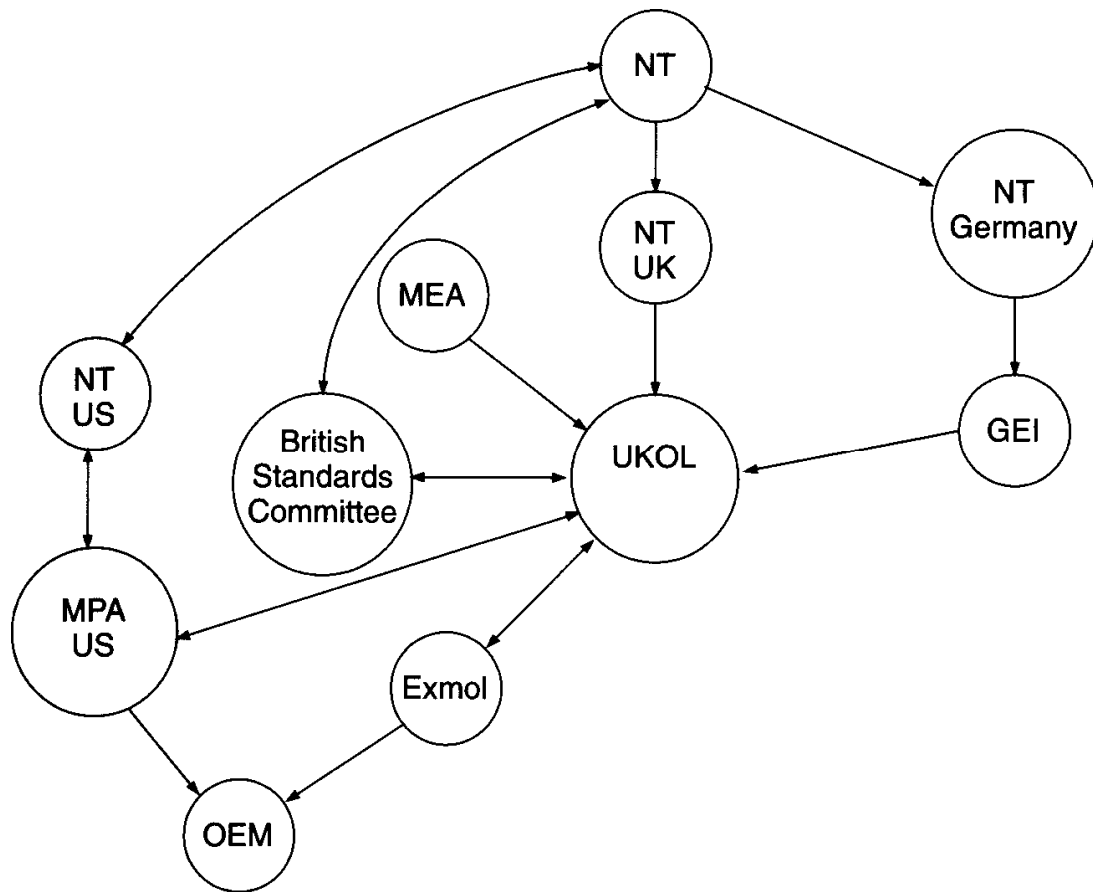 NT
NT
Germany
NT
UK
MEA
NT
US
British
Standards
Committee
UKOL
GEI
MPA
US
Exmol
OEM